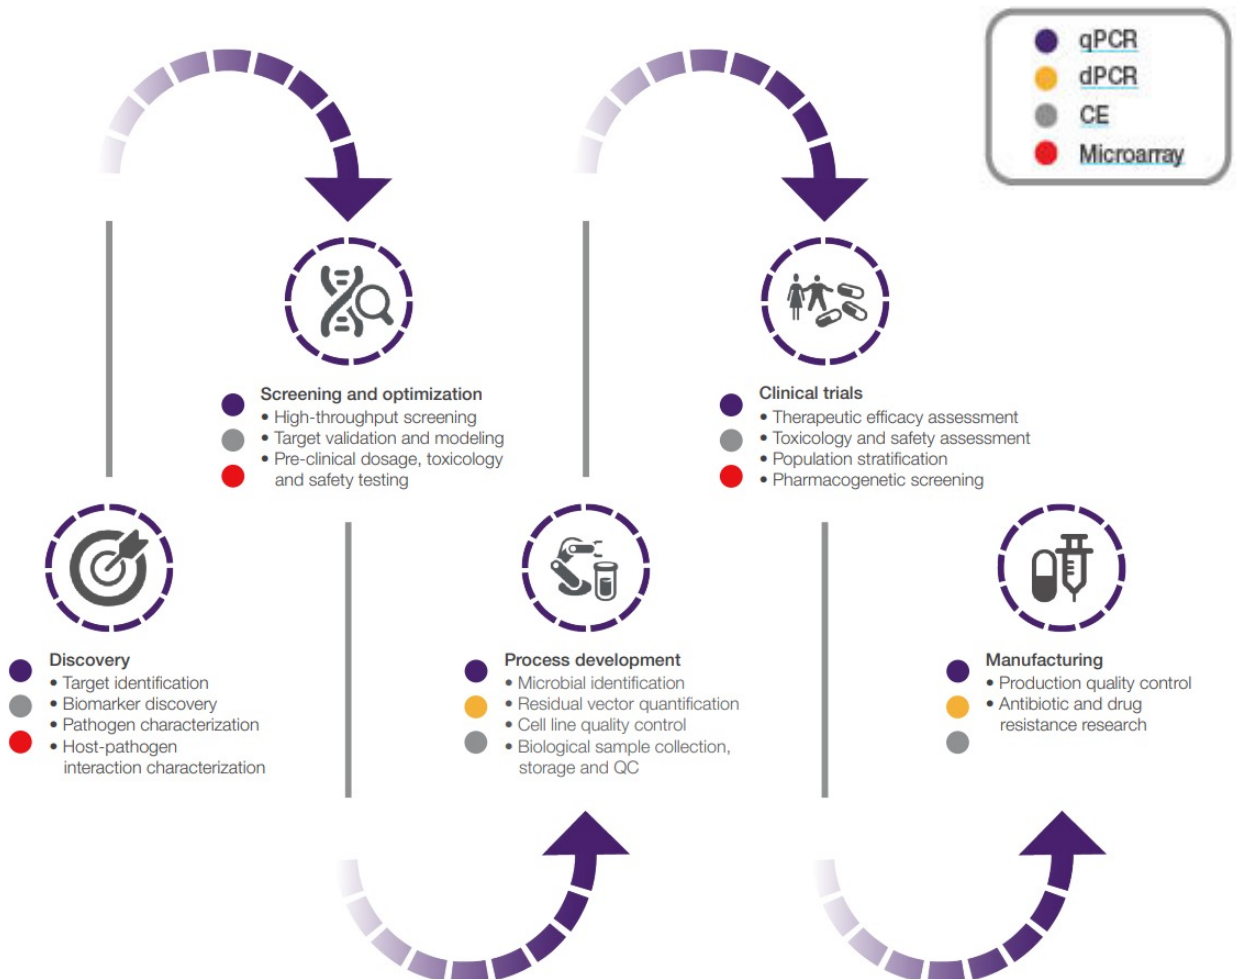 qPCR
dPCR
CE
Microarray
Screening and optimization
• High-throughput screening
• Target validation and modeling
• Pre-clinical dosage, toxicology
and safety testing
Clinical trials
• Therapeutic efficacy assessment
• Toxicology and safety assessment
• Population stratification
• Pharmacogenetic screening
Discovery
• Target identification
• Biomarker discovery
• Pathogen characterization
• Host-pathogen
interaction characterization
Process development
• Microbial identification
• Residual vector quantification
• Cell line quality control
• Biological sample collection,
storage and QC
Manufacturing
• Production quality control
• Antibiotic and drug
resistance research